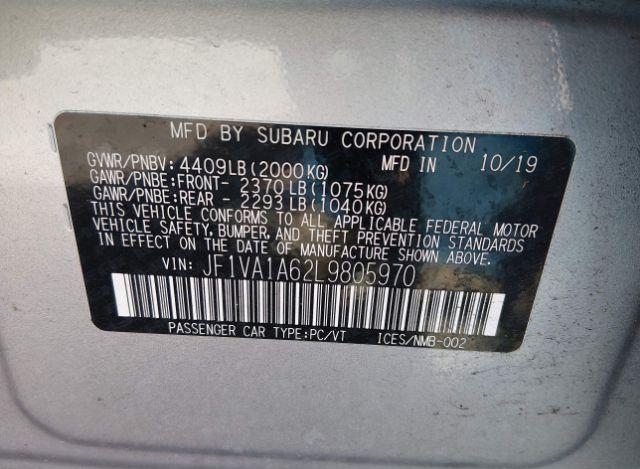 MFD BY SUBARU CORPORATION
GVWR/PNBV: 4409LB(2000KG) MFD IN 10/19
GAWR/PNBE:FRONT- 2370LB(1075KG)
GAWR/PNBE:REAR - 2293LB(1040KG)
THIS VEHICLE CONFORMS TO ALL APPLICABLE FEDERAL MOTOR
VEHICLE SAFETY, BUMPER, AND THEFT PREVENTION STANDARDS
IN EFFECT ON THE DATE OF MANUFACTURE SHOWN ABOVE.
VIN: JF1VA1A62L9805970
PASSENGER CAR TYPE:PC/VT ICES/NMB-002